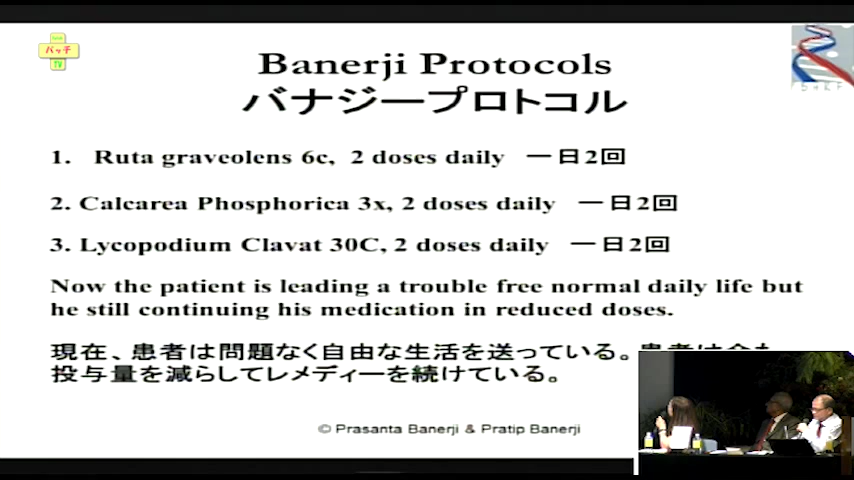 バッチ
TV
Banerji Protocols
バナジープロトコル
1. Ruta graveolens 6c, 2 doses daily 一日2回
2. Calcarea Phosphorica 3x, 2 doses daily 一日2回
3. Lycopodium Clavat 30C, 2 doses daily 一日2回
Now the patient is leading a trouble free normal daily life but
he still continuing his medication in reduced doses.
現在、患者は問題なく自由な生活を送っている。患者は今も
投与量を減らしてレメディーを続けている。
© Prasanta Banerji & Pratip Banerji